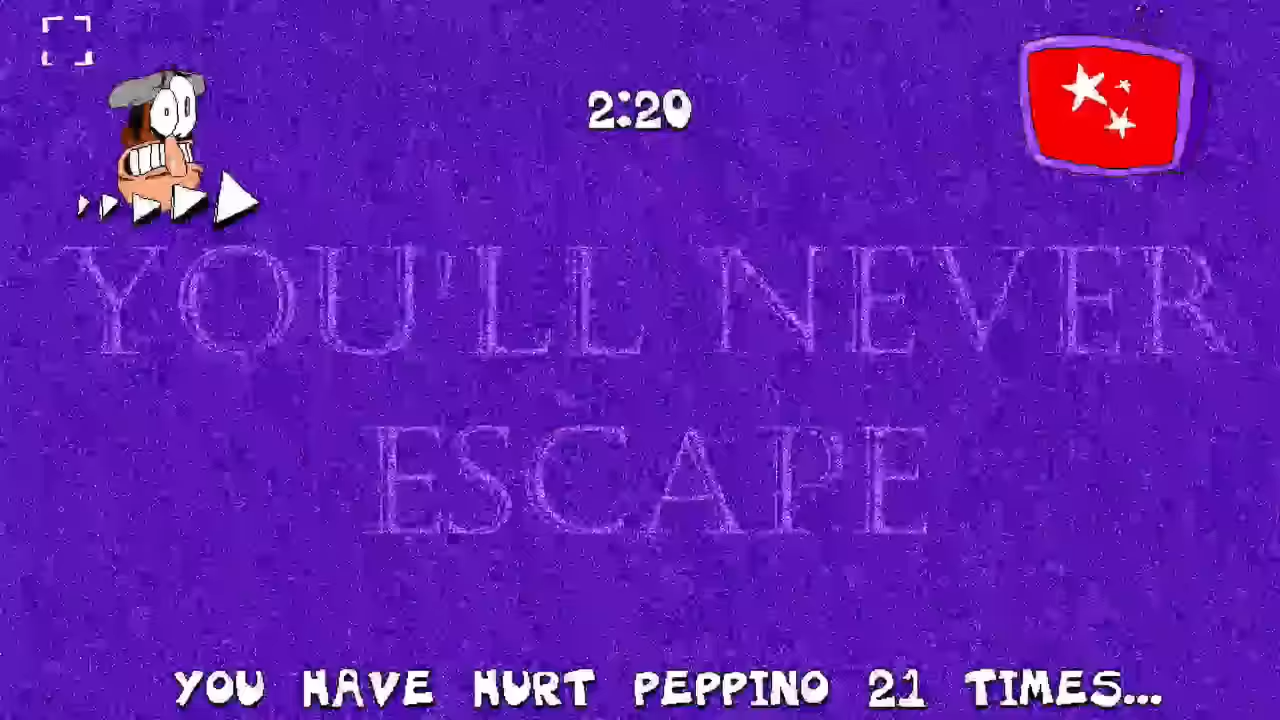 2:20
YOU'LL NEVER
ESCAPE
YOU HAVE HURT PEPPINO 21 TIMES...